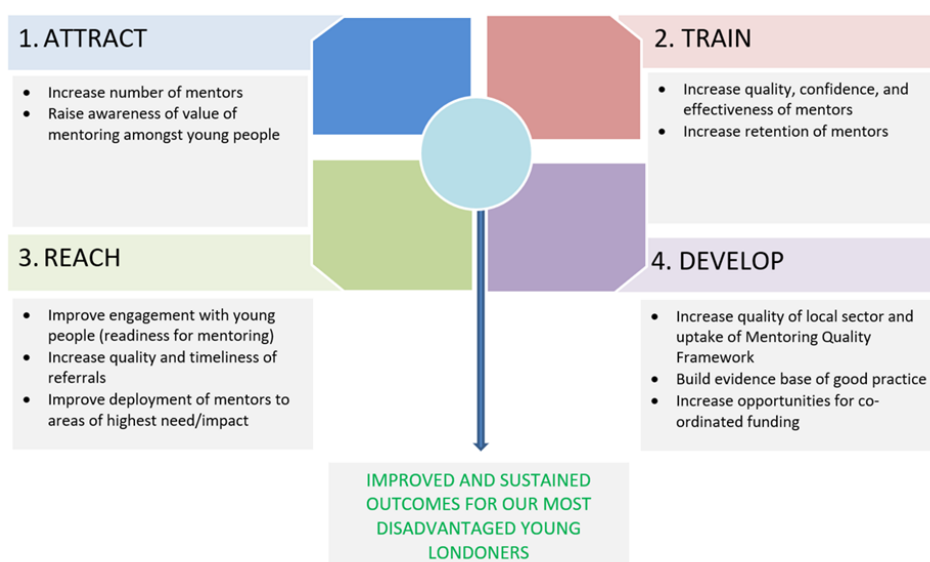 1. ATTRACT
• Increase number of mentors
• Raise awareness of value of
mentoring amongst young people
2. TRAIN
• Increase quality, confidence, and
effectiveness of mentors
• Increase retention of mentors
3. REACH
• Improve engagement with young
people (readiness for mentoring)
• Increase quality and timeliness of
referrals
• Improve deployment of mentors to
areas of highest need/impact
4. DEVELOP
• Increase quality of local sector and
uptake of Mentoring Quality
Framework
• Build evidence base of good practice
• Increase opportunities for co-
ordinated funding
IMPROVED AND SUSTAINED
OUTCOMES FOR OUR MOST
DISADVANTAGED YOUNG
LONDONERS